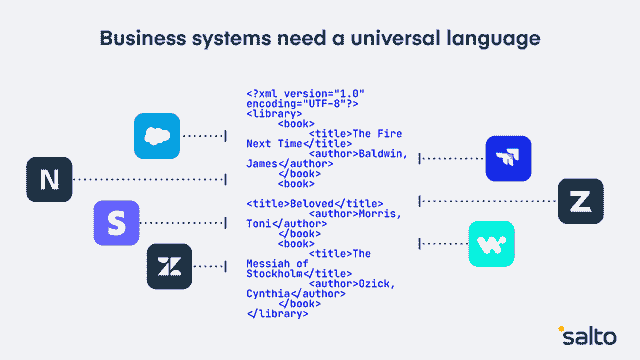 Business systems need a universal language
<?xml version="1.0"
encoding="UTF-8"?>
<library>
<book>
<title>The Fire
Next Time</title>
<author>Baldwin,
James</author>
</book>
<book>
<title>Beloved</title>
<author>Morris,
Toni</author>
</book>
<book>
<title>The
Messiah of
Stockholm</title>
<author>Ozick,
Cynthia</author>
</book>
</library>
N
S
Z
W
salto